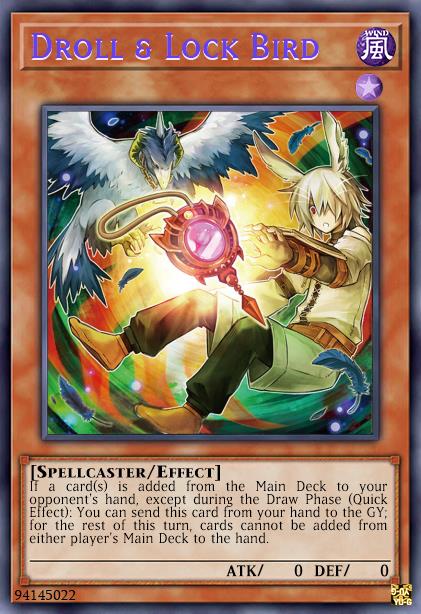 DROLL & LOCK BIRD
WIND
風
[SPELLCASTER/EFFECT]
If a card(s) is added from the Main Deck to your
opponent's hand, except during the Draw Phase (Quick
Effect): You can send this card from your hand to the GY;
for the rest of this turn, cards cannot be added from
either player's Main Deck to the hand.
ATK/ 0 DEF/ 0
94145022